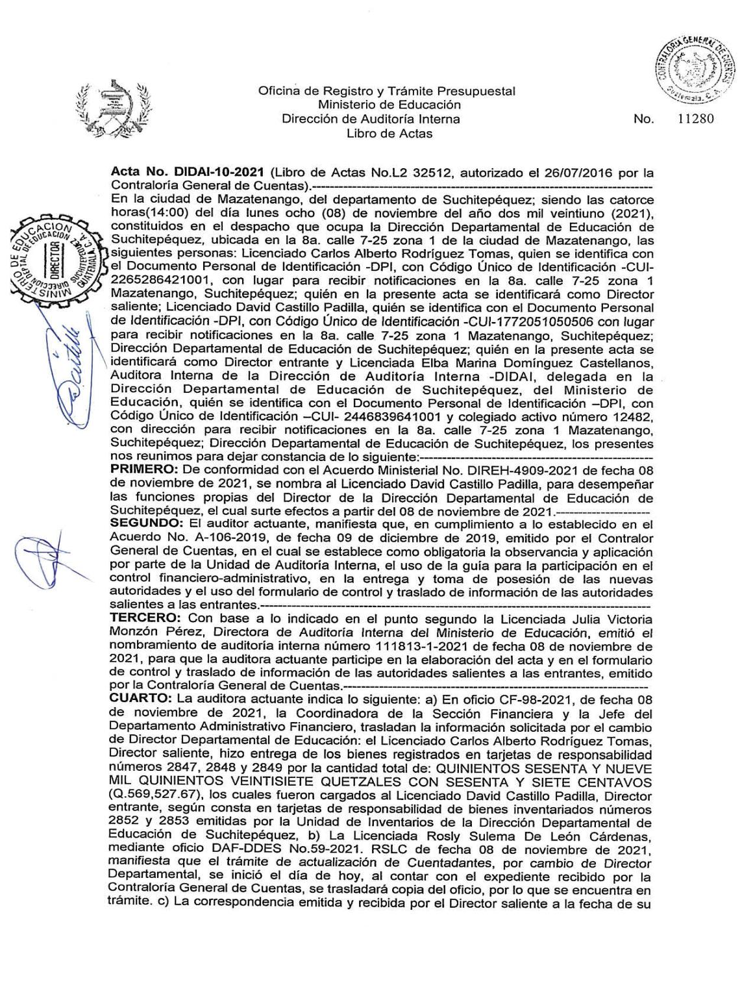 CONTRALORIA GENERAL DE CUENTAS
Guatemala. C. A.
Oficina de Registro y Trámite Presupuestal
Ministerio de Educación
Dirección de Auditoría Interna
Libro de Actas
No. 11280
Acta No. DIDAI-10-2021 (Libro de Actas No.L2 32512, autorizado el 26/07/2016 por la
Contraloría General de Cuentas).-------------------------------------------------------------------------------
En la ciudad de Mazatenango, del departamento de Suchitepéquez; siendo las catorce
horas(14:00) del día lunes ocho (08) de noviembre del año dos mil veintiuno (2021),
constituidos en el despacho que ocupa la Dirección Departamental de Educación de
Suchitepéquez, ubicada en la 8a. calle 7-25 zona 1 de la ciudad de Mazatenango, las
siguientes personas: Licenciado Carlos Alberto Rodríguez Tomas, quien se identifica con
el Documento Personal de Identificación -DPI, con Código Único de Identificación -CUI-
2265286421001, con lugar para recibir notificaciones en la 8a. calle 7-25 zona 1
Mazatenango, Suchitepéquez; quién en la presente acta se identificará como Director
saliente; Licenciado David Castillo Padilla, quién se identifica con el Documento Personal
de Identificación -DPI, con Código Único de Identificación -CUI-1772051050506 con lugar
para recibir notificaciones en la 8a. calle 7-25 zona 1 Mazatenango, Suchitepéquez;
Dirección Departamental de Educación de Suchitepéquez; quién en la presente acta se
identificará como Director entrante y Licenciada Elba Marina Domínguez Castellanos,
Auditora Interna de la Dirección de Auditoría Interna -DIDAI, delegada en la
Dirección Departamental de Educación de Suchitepéquez, del Ministerio de
Educación, quién se identifica con el Documento Personal de Identificación –DPI, con
Código Único de Identificación –CUI- 2446839641001 y colegiado activo número 12482,
con dirección para recibir notificaciones en la 8a. calle 7-25 zona 1 Mazatenango,
Suchitepéquez; Dirección Departamental de Educación de Suchitepéquez, los presentes
nos reunimos para dejar constancia de lo siguiente:------------------------------------------------------
PRIMERO: De conformidad con el Acuerdo Ministerial No. DIREH-4909-2021 de fecha 08
de noviembre de 2021, se nombra al Licenciado David Castillo Padilla, para desempeñar
las funciones propias del Director de la Dirección Departamental de Educación de
Suchitepéquez, el cual surte efectos a partir del 08 de noviembre de 2021.---------------------
SEGUNDO: El auditor actuante, manifiesta que, en cumplimiento a lo establecido en el
Acuerdo No. A-106-2019, de fecha 09 de diciembre de 2019, emitido por el Contralor
General de Cuentas, en el cual se establece como obligatoria la observancia y aplicación
por parte de la Unidad de Auditoría Interna, el uso de la guía para la participación en el
control financiero-administrativo, en la entrega y toma de posesión de las nuevas
autoridades y el uso del formulario de control y traslado de información de las autoridades
salientes a las entrantes.------------------------------------------------------------------------------------------
TERCERO: Con base a lo indicado en el punto segundo la Licenciada Julia Victoria
Monzón Pérez, Directora de Auditoría Interna del Ministerio de Educación, emitió el
nombramiento de auditoría interna número 111813-1-2021 de fecha 08 de noviembre de
2021, para que la auditora actuante participe en la elaboración del acta y en el formulario
de control y traslado de información de las autoridades salientes a las entrantes, emitido
por la Contraloría General de Cuentas.----------------------------------------------------------------------
CUARTO: La auditora actuante indica lo siguiente: a) En oficio CF-98-2021, de fecha 08
de noviembre de 2021, la Coordinadora de la Sección Financiera y la Jefe del
Departamento Administrativo Financiero, trasladan la información solicitada por el cambio
de Director Departamental de Educación: el Licenciado Carlos Alberto Rodríguez Tomas,
Director saliente, hizo entrega de los bienes registrados en tarjetas de responsabilidad
números 2847, 2848 y 2849 por la cantidad total de: QUINIENTOS SESENTA Y NUEVE
MIL QUINIENTOS VEINTISIETE QUETZALES CON SESENTA Y SIETE CENTAVOS
(Q.569,527.67), los cuales fueron cargados al Licenciado David Castillo Padilla, Director
entrante, según consta en tarjetas de responsabilidad de bienes inventariados números
2852 y 2853 emitidas por la Unidad de Inventarios de la Dirección Departamental de
Educación de Suchitepéquez, b) La Licenciada Rosly Sulema De León Cárdenas,
mediante oficio DAF-DDES No.59-2021. RSLC de fecha 08 de noviembre de 2021,
manifiesta que el trámite de actualización de Cuentadantes, por cambio de Director
Departamental, se inició el día de hoy, al contar con el expediente recibido por la
Contraloría General de Cuentas, se trasladará copia del oficio, por lo que se encuentra en
trámite. c) La correspondencia emitida y recibida por el Director saliente a la fecha de su
MINISTERIO DE EDUCACION
DIRECCION DEPTAL DE EDUCACION SUCHITEPEQUEZ
DIRECTOR
GUATEMALA, C.A.